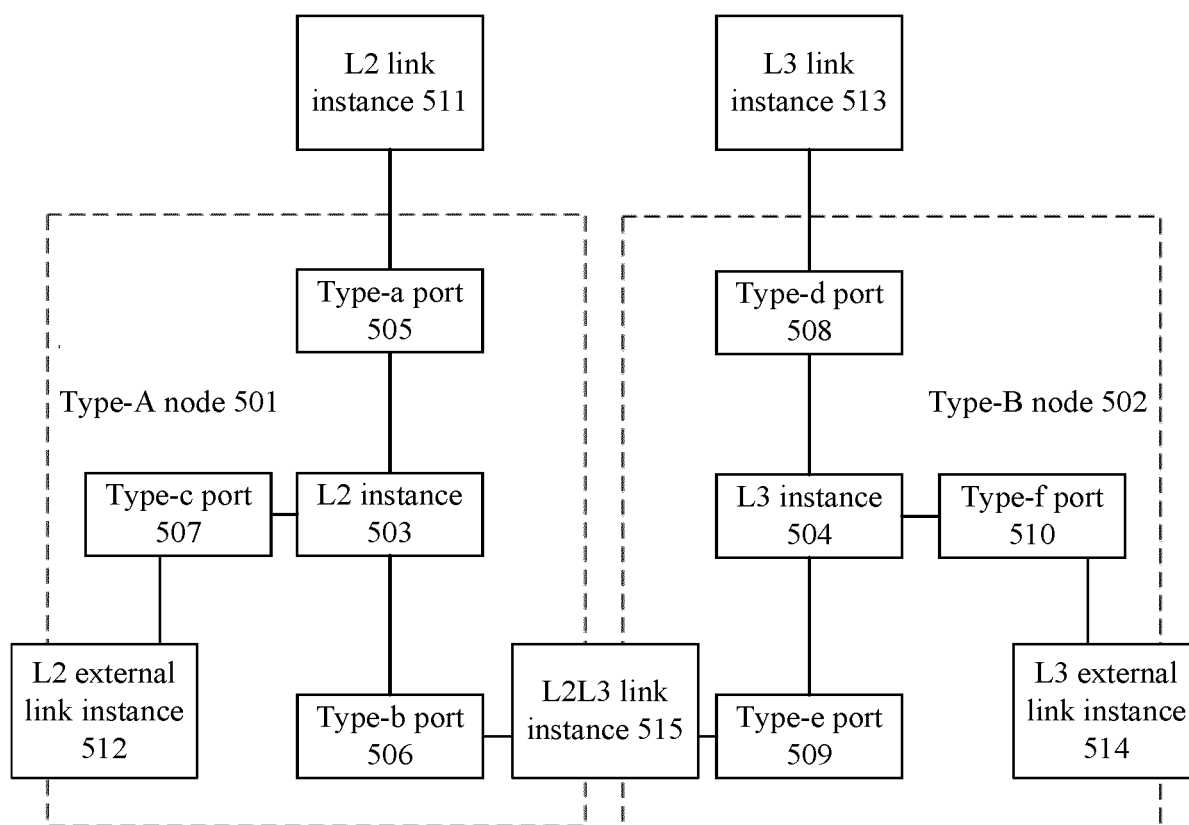 L2 link
instance 511
L3 link
instance 513
Type-a port
505
Type-d port
508
Type-A node 501
Type-B node 502
Type-c port
507
L2 instance
503
L3 instance
504
Type-f port
510
L2 external
link instance
512
Type-b port
506
L2L3 link
instance 515
Type-e port
509
L3 external
link instance
514